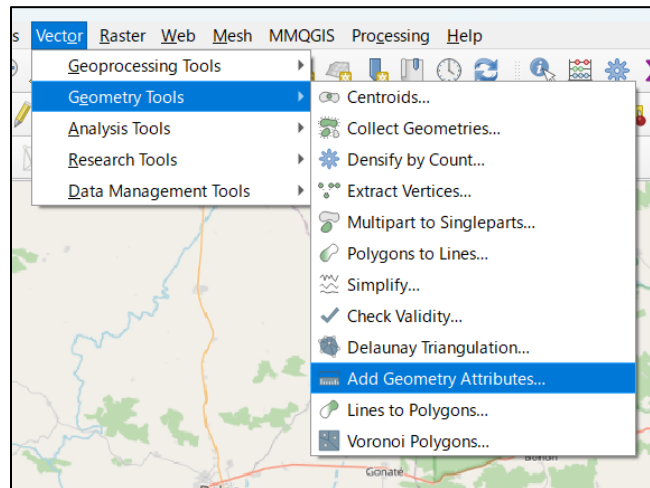 s Vector Raster Web Mesh MMQGIS Processing Help
Geoprocessing Tools
Geometry Tools
Analysis Tools
Research Tools
Data Management Tools
Centroids...
Collect Geometries...
Densify by Count...
Extract Vertices...
Multipart to Singleparts...
Polygons to Lines...
Simplify...
Check Validity...
Delaunay Triangulation...
Add Geometry Attributes...
Lines to Polygons...
Voronoi Polygons...
Gonate